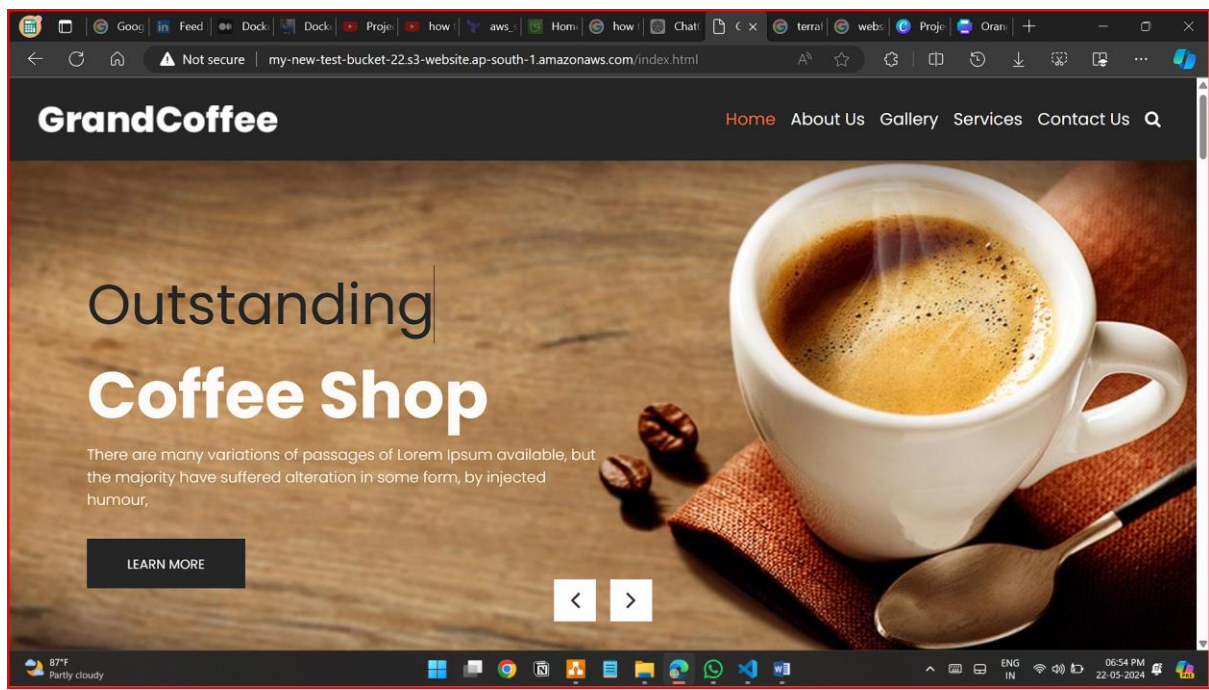 Goog
Feed
Dock
Dock
Proje
how t
aws_s
Hom
how t
Chat
terraf
webs
Proje
Oran
Not secure
my-new-test-bucket-22.s3-website.ap-south-1.amazonaws.com/index.html
GrandCoffee
Home About Us Gallery Services Contact Us
Outstanding
Coffee Shop
There are many variations of passages of Lorem Ipsum available, but
the majority have suffered alteration in some form, by injected
humour,
LEARN MORE
87°F
Partly cloudy
ENG
IN
06:54 PM
22-05-2024